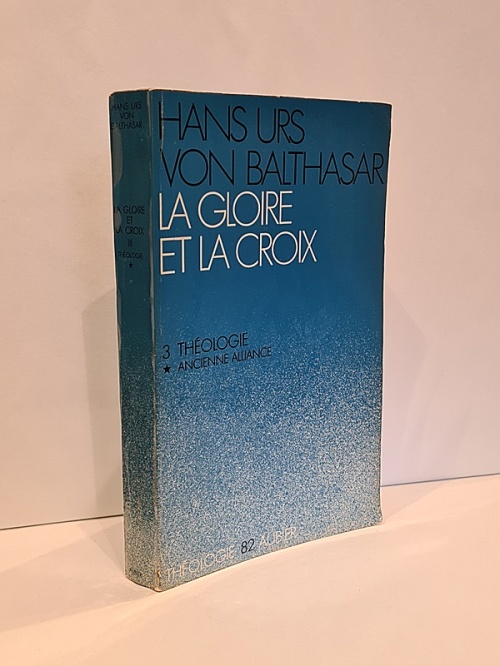 HANS URS
VON
BALTHASAR
LA GLOIRE
ET
LA CROIX
III
THÉOLOGIE
★
HANS URS
VON BALTHASAR
LA GLOIRE
ET LA CROIX
3 THÉOLOGIE
★ ANCIENNE ALLIANCE
THÉOLOGIE 82 AUBIER